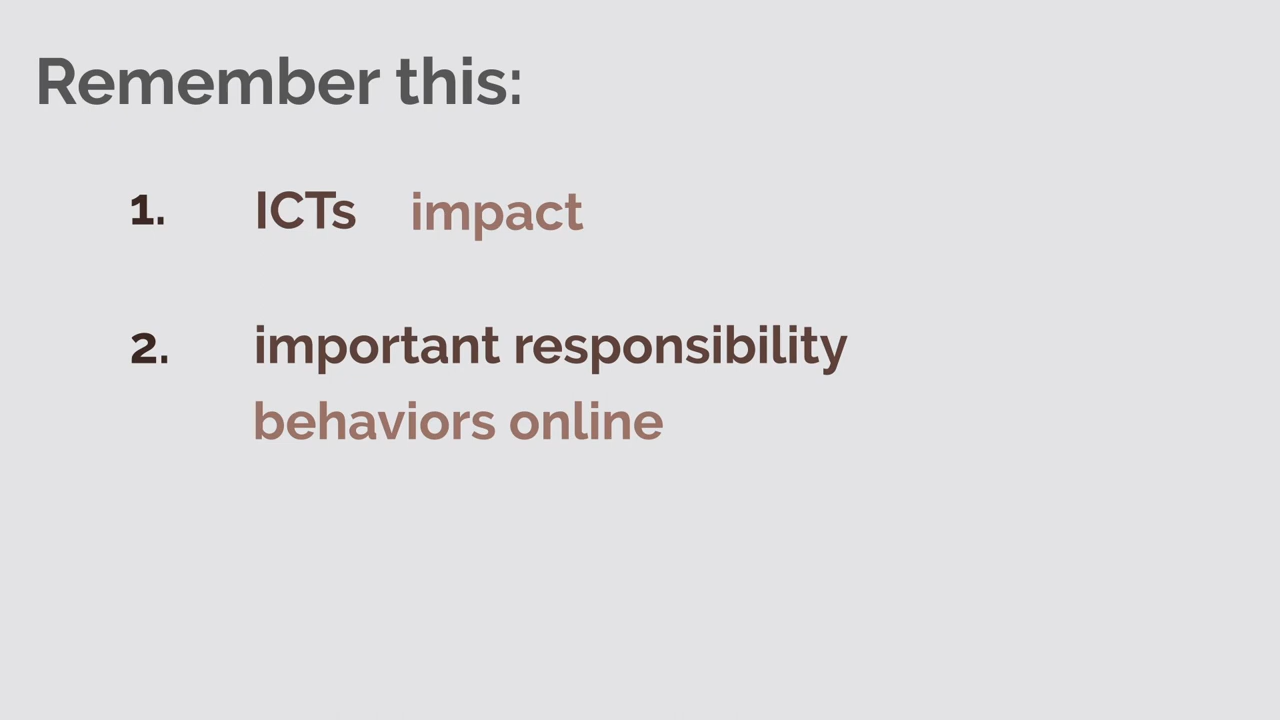 Remember this:
1. ICTs impact
2. important responsibility
behaviors online